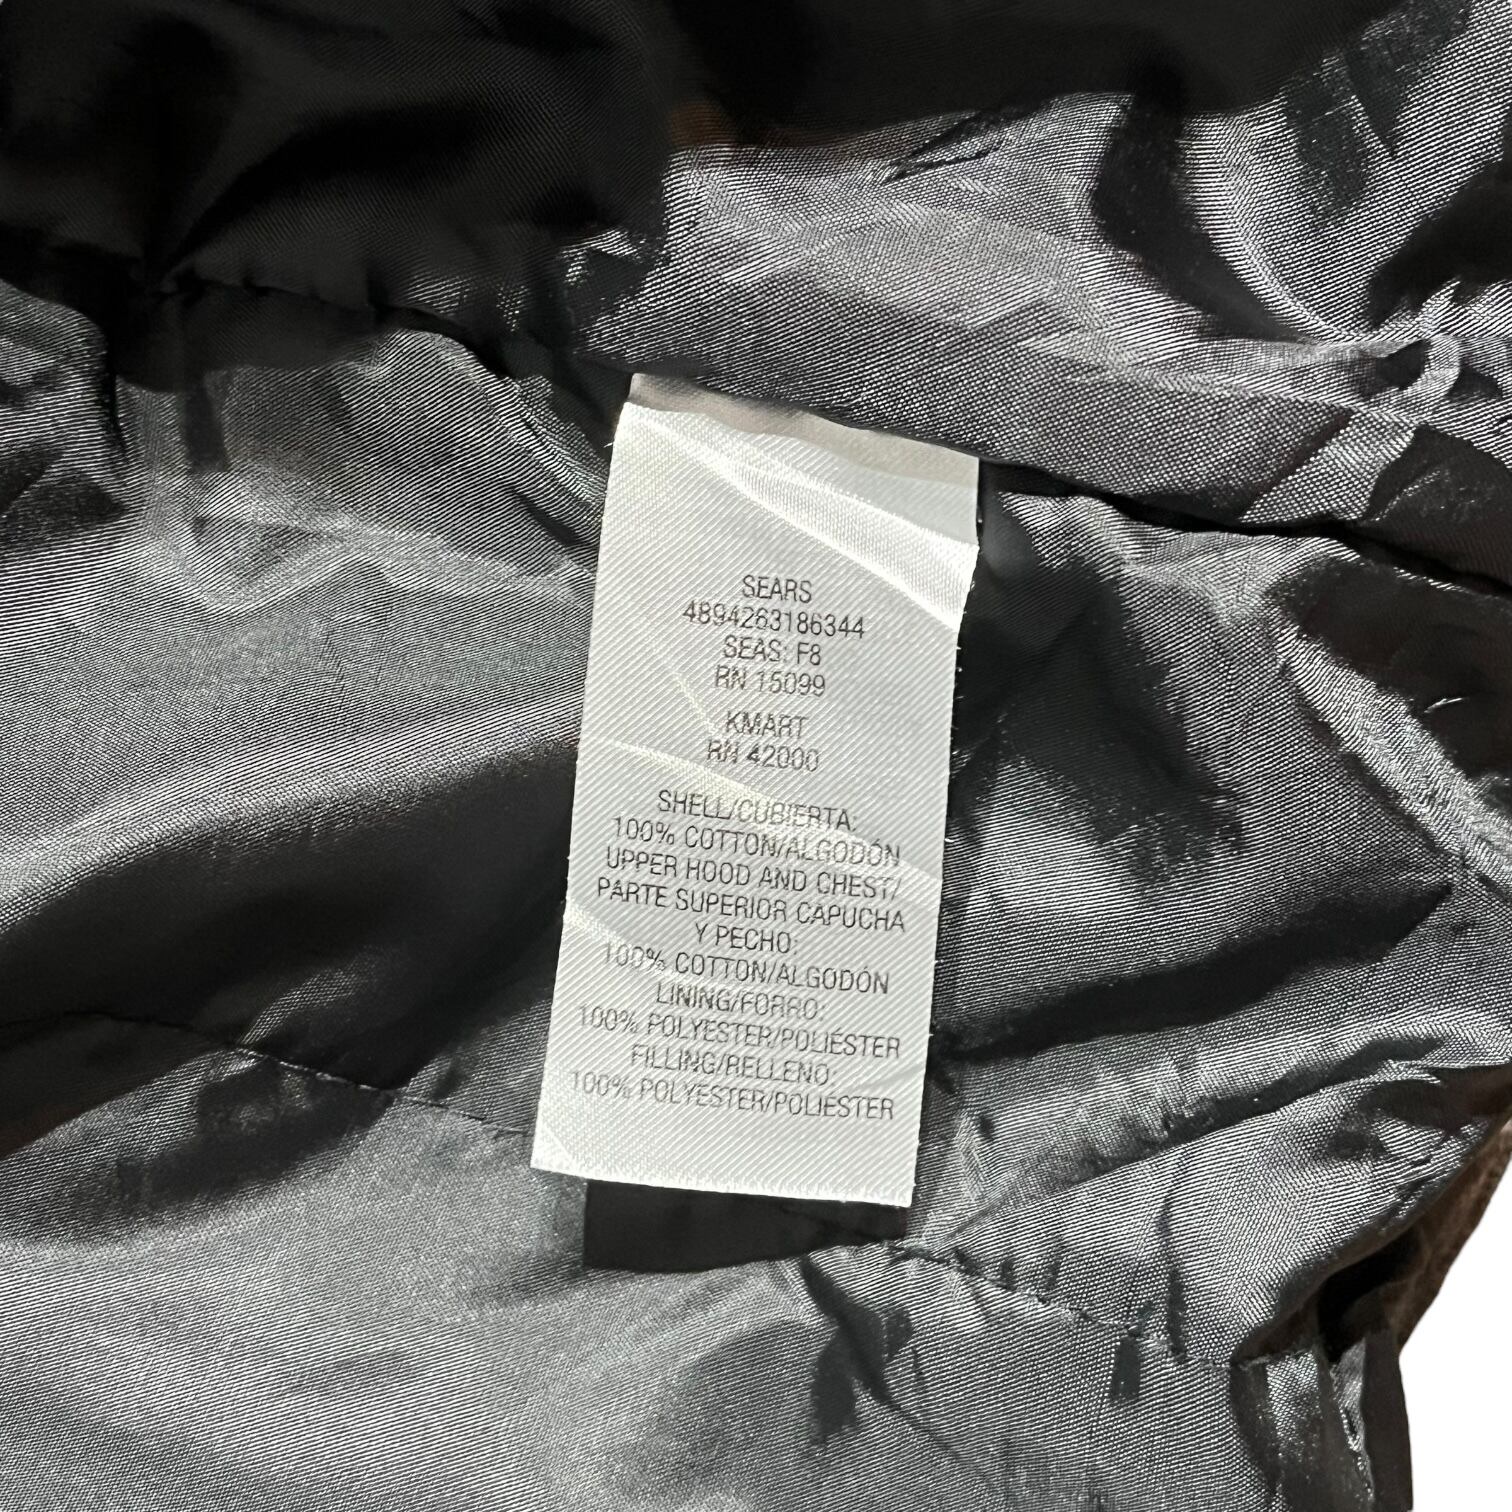 SEARS
4894263186344
SEAS: F8
RN 15099
KMART
RN 42000
SHELL/CUBIERTA:
100% COTTON/ALGODÓN
UPPER HOOD AND CHEST/
PARTE SUPERIOR CAPUCHA
Y PECHO:
100% COTTON/ALGODÓN
LINING/FORRO:
100% POLYESTER/POLIÉSTER
FILLING/RELLENO:
100% POLYESTER/POLIÉSTER